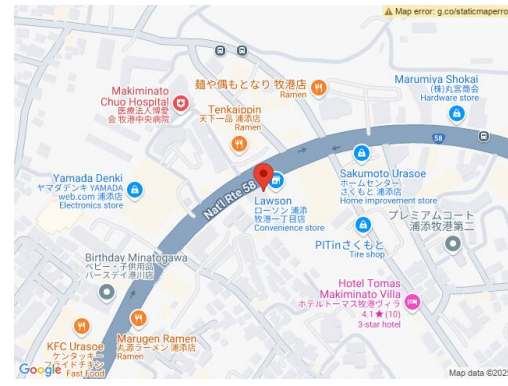 Map error: g.co/staticmaperro
麺や偶もとなり 牧港店
Ramen
Marumiya Shokai
(株)丸宮商会
Hardware store
Makiminato
Chuo Hospital
医療法人博愛
会 牧港中央病院
Tenkaippin
天下一品 浦添店
Ramen
58
Yamada Denki
ヤマダデンキ YAMADA
web.com 浦添店
Electronics store
Nat'l Rte 58
Lawson
ローソン 浦添
牧港一丁目店
Convenience store
Sakumoto Urasoe
ホームセンター
さくもと 浦添店
Home improvement store
プレミアムコート
浦添牧港第二
PITinさくもと
Tire shop
Birthday Minatogawa
ベビー・子供用品
バースデイ港川店
Hotel Tomas
Makiminato Villa
ホテルトーマス牧港ヴィラ
4.1★(10)
3-star hotel
KFC Urasoe
ケンタッキー
フライドチキン
Fast Food
Marugen Ramen
丸源ラーメン 浦添店
Ramen
Google
Map data ©2025